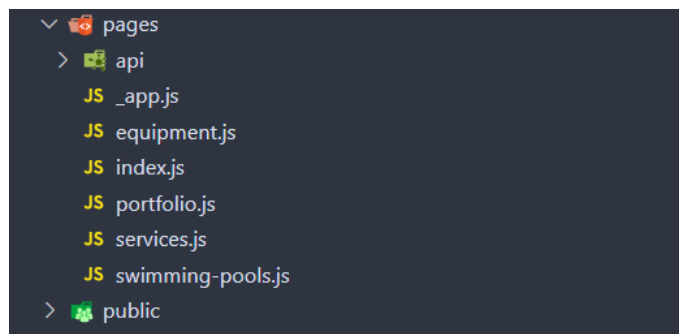 pages
api
JS _app.js
JS equipment.js
JS index.js
JS portfolio.js
JS services.js
JS swimming-pools.js
public